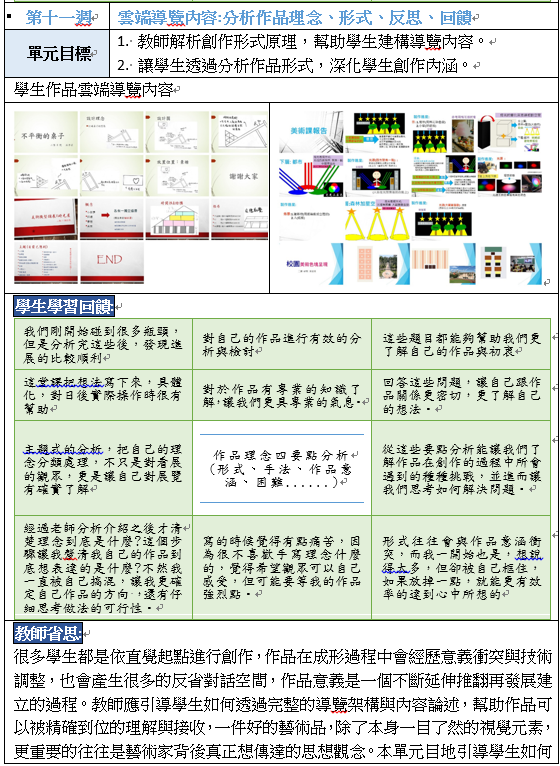 第十一週
雲端導覽內容:分析作品理念、形式、反思、回饋
單元目標
1. 教師解析創作形式原理，幫助學生建構導覽內容。
2. 讓學生透過分析作品形式，深化學生創作內涵。
學生作品雲端導覽內容
設計理念
設計圖
不平衡的桌子
謝謝大家
END
美術課報告
校園
學生學習回饋:
我們剛開始碰到很多瓶頸，
但是分析完這些後，發現進
展的比較順利
對自己的作品進行有效的分
析與檢討
這些題目都能夠幫助我們更
了解自己的作品與初衷
這堂課把想法寫下來，具體
化，對日後實際操作時很有
幫助
對於作品有專業的知識了
解，讓我們更具專業的氣息。
回答這些問題，讓自己跟作
品關係更密切，更了解自己
的想法。
主題式的分析，把自己的理
念分類處理，不只是對看展
的觀眾，更是讓自己對展覽
有確實了解
作品理念四要點分析
(形式、手法、作品意
涵、困難......)
從這些要點分析能讓我們了
解作品在創作的過程中所會
遇到的種種挑戰，並進而讓
我們思考如何解決問題。
經過老師分析介紹之後才清
楚理念到底是什麼?這個步
驟讓我釐清我自己的作品到
底想表達的是什麼?不然我
一直被自己搞混，讓我更確
定自己作品的方向，還有仔
細思考做法的可行性。
寫的時候覺得有點痛苦，因
為很不喜歡手寫理念什麼
的，覺得希望觀眾可以自己
感受，但可能要等我的作品
強烈點。
形式往往會與作品意涵衝
突，而我一開始也是，想說
得太多，但卻被自己框住，
如果放掉一點，就能更有效
率的達到心中所想的
教師省思:
很多學生都是依直覺起點進行創作，作品在成形過程中會經歷意義衝突與技術
調整，也會產生很多的反省對話空間，作品意義是一個不斷延伸推翻再發展建
立的過程。教師應引導學生如何透過完整的導覽架構與內容論述，幫助作品可
以被精確到位的理解與接收，一件好的藝術品，除了本身一目了然的視覺元素，
更重要的往往是藝術家背後真正想傳達的思想觀念。本單元目地引導學生如何